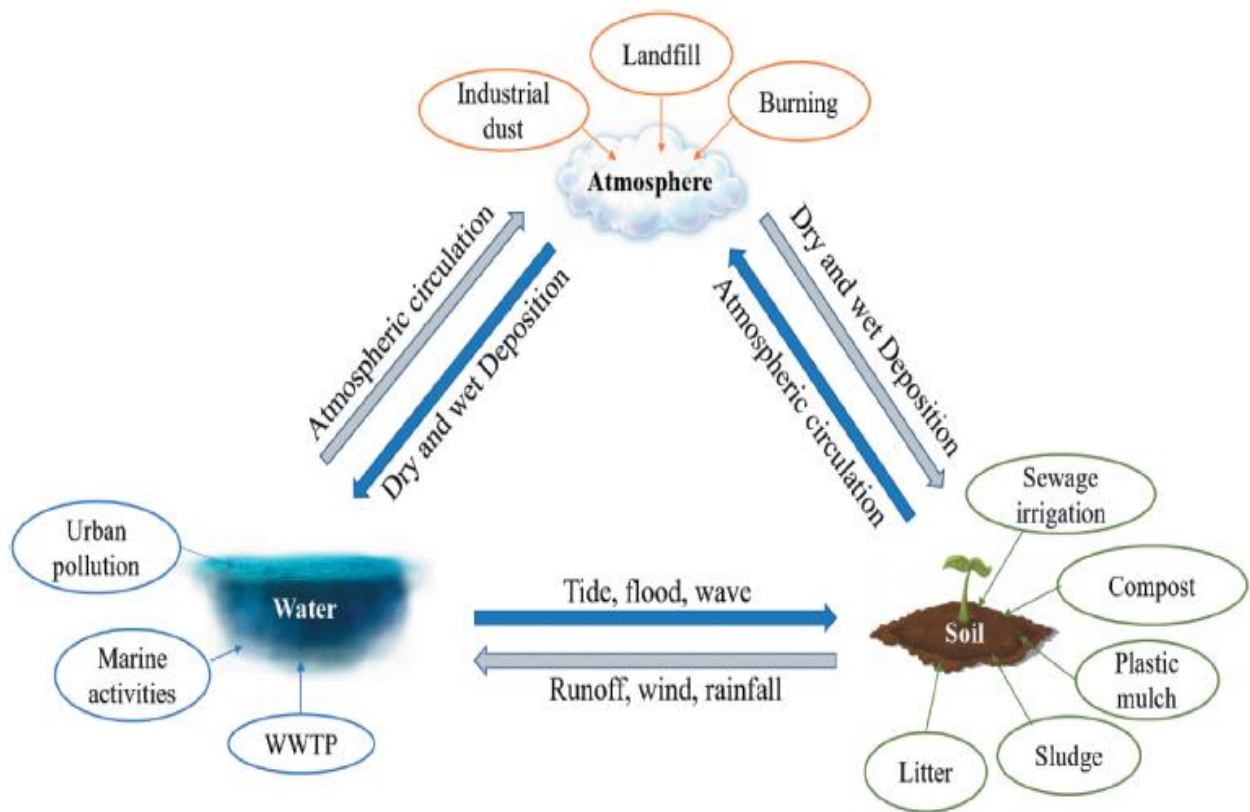 Landfill
Industrial
dust
Burning
Atmosphere
Atmospheric circulation
Dry and wet Deposition
Atmospheric circulation
Dry and wet Deposition
Urban
pollution
Water
Marine
activities
WWTP
Tide, flood, wave
Runoff, wind, rainfall
Sewage
irrigation
Compost
Soil
Plastic
mulch
Sludge
Litter